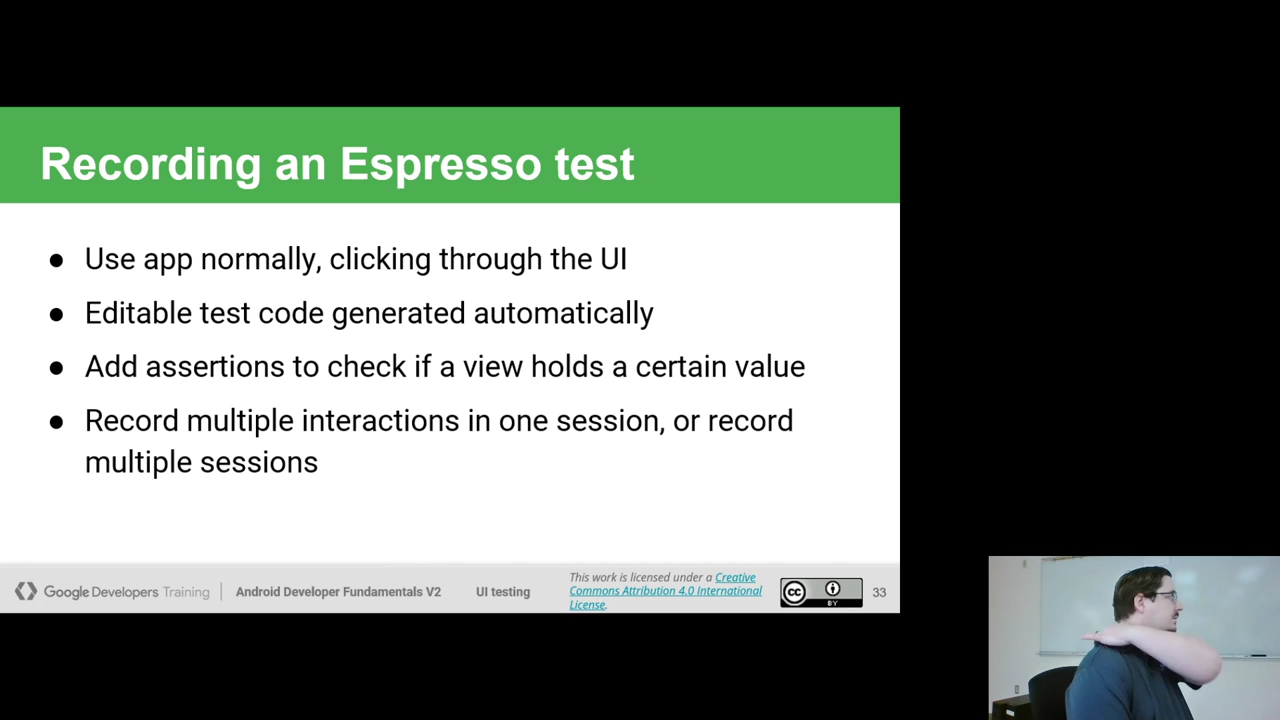 Recording an Espresso test
● Use app normally, clicking through the UI
● Editable test code generated automatically
● Add assertions to check if a view holds a certain value
● Record multiple interactions in one session, or record
multiple sessions
Google Developers Training
Android Developer Fundamentals V2
UI testing
This work is licensed under a Creative
Commons Attribution 4.0 International
License.
cc BY
33